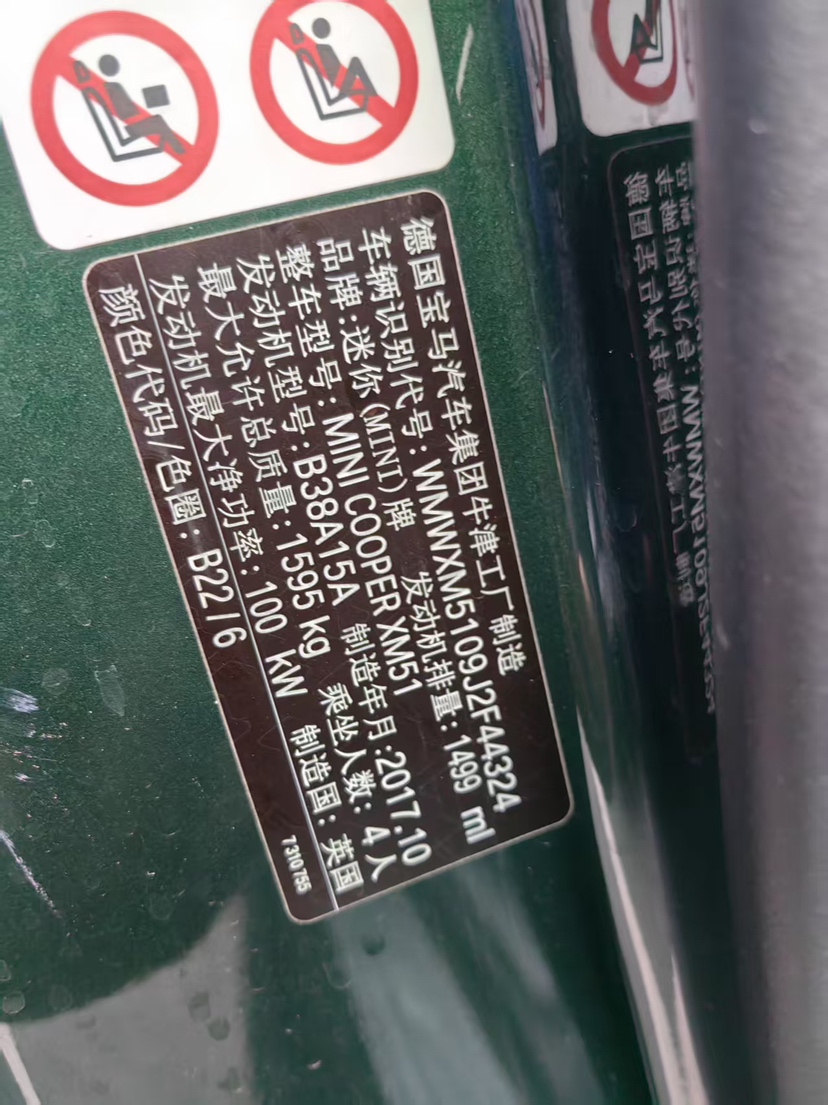 德国宝马汽车集团牛津工厂制造
车辆识别代号:WMWXM5109J2F44324
品牌:迷你(MINI)牌 发动机排量:1499 ml
整车型号:MINI COOPER XM51
发动机型号:B38A15A 制造年月:2017.10
最大允许总质量:1595 kg 乘坐人数:4人
发动机最大净功率:100 kW 制造国:英国
颜色代码/色圈:B22/6
7310755